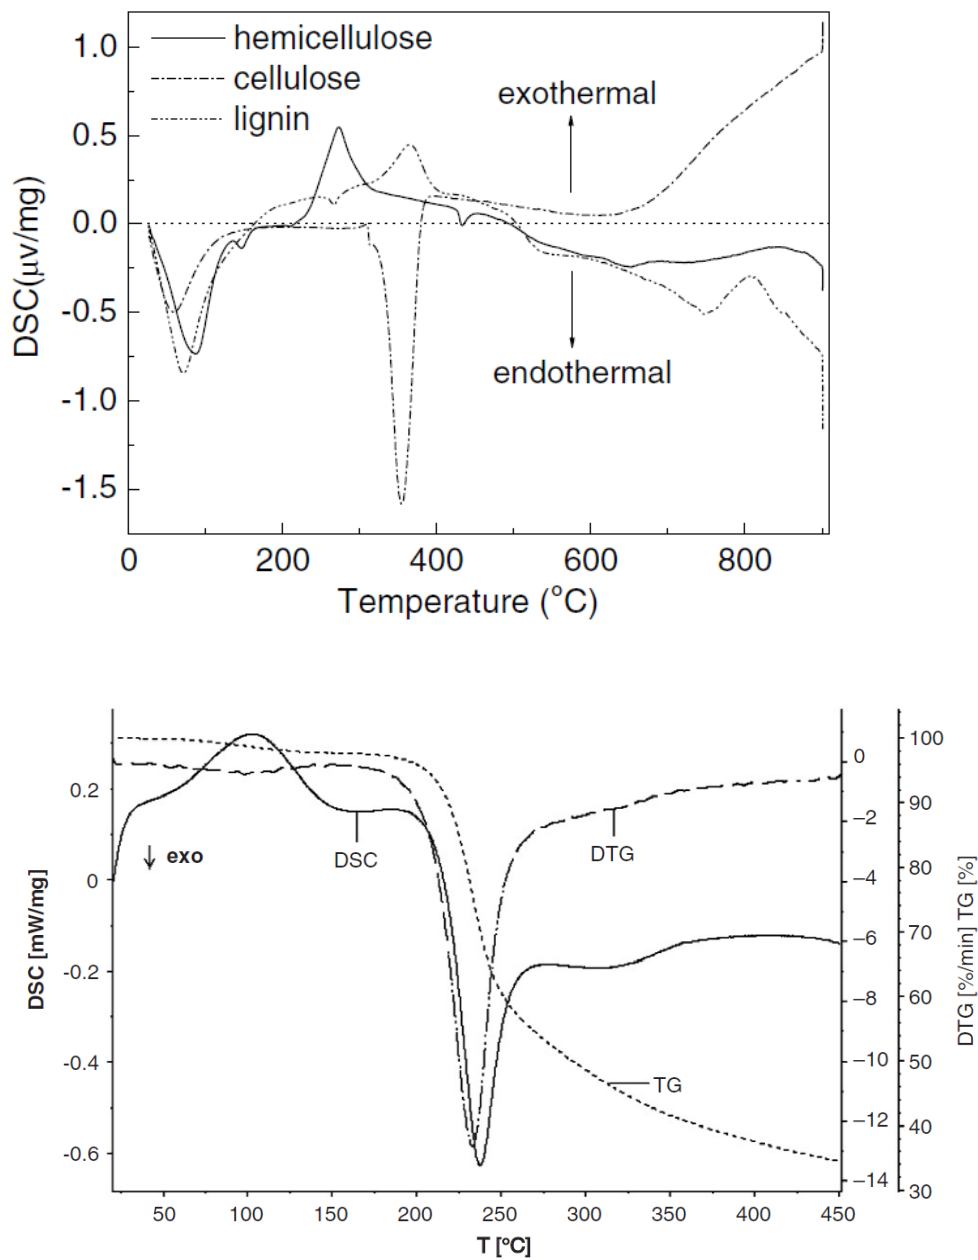 1.0
0.5
0.0
-0.5
-1.0
-1.5
DSC(μv/mg)
hemicellulose
cellulose
lignin
exothermal
endothermal
0 200 400 600 800
Temperature (°C)
0.2
0
-0.2
-0.4
-0.6
DSC [mW/mg]
exo
DSC
DTG
TG
0
−2
−4
−6
−8
−10
−12
−14
100
90
80
70
60
50
40
30
DTG [%/min] TG [%]
50 100 150 200 250 300 350 400 450
T [°C]